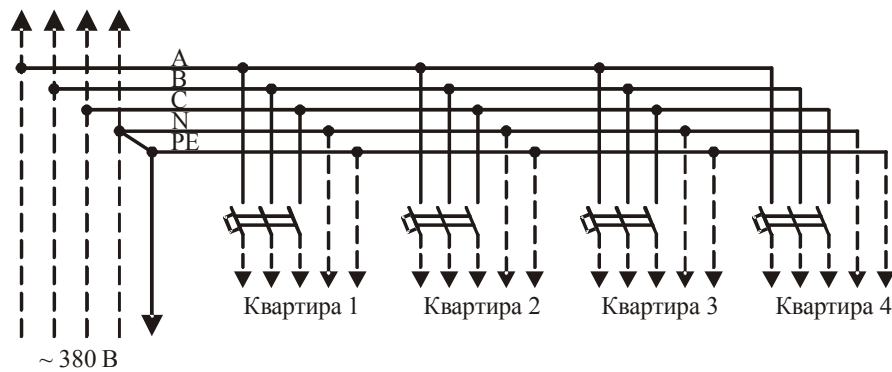 A
B
C
N
PE
Квартира 1
Квартира 2
Квартира 3
Квартира 4
~ 380 В